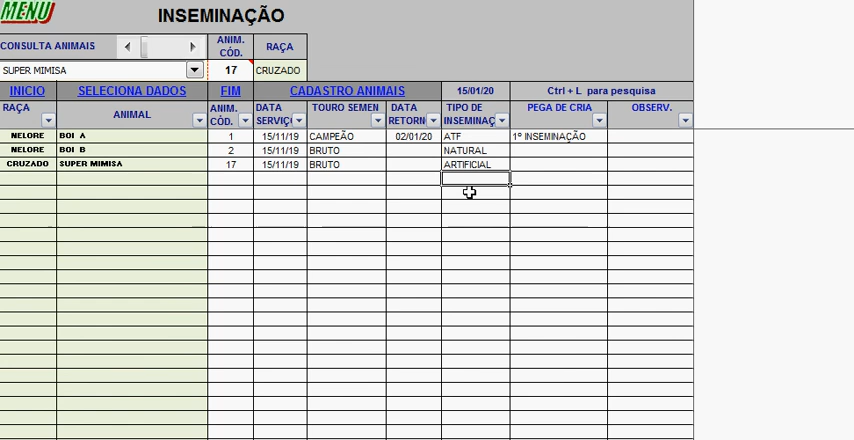 MENU
INSEMINAÇÃO
CONSULTA ANIMAIS
ANIM. CÓD.
RAÇA
SUPER MIMISA
17
CRUZADO
INICIO SELECIONA DADOS FIM CADASTRO ANIMAIS 15/01/20 Ctrl + L para pesquisa
RAÇA ANIMAL ANIM. CÓD. DATA SERVIÇ TOURO SEMEN DATA RETORN TIPO DE INSEMINAÇ PEGA DE CRIA OBSERV.
NELORE BOI A 1 15/11/19 CAMPEÃO 02/01/20 ATF 1º INSEMINAÇÃO
NELORE BOI B 2 15/11/19 BRUTO NATURAL
CRUZADO SUPER MIMISA 17 15/11/19 BRUTO ARTIFICIAL